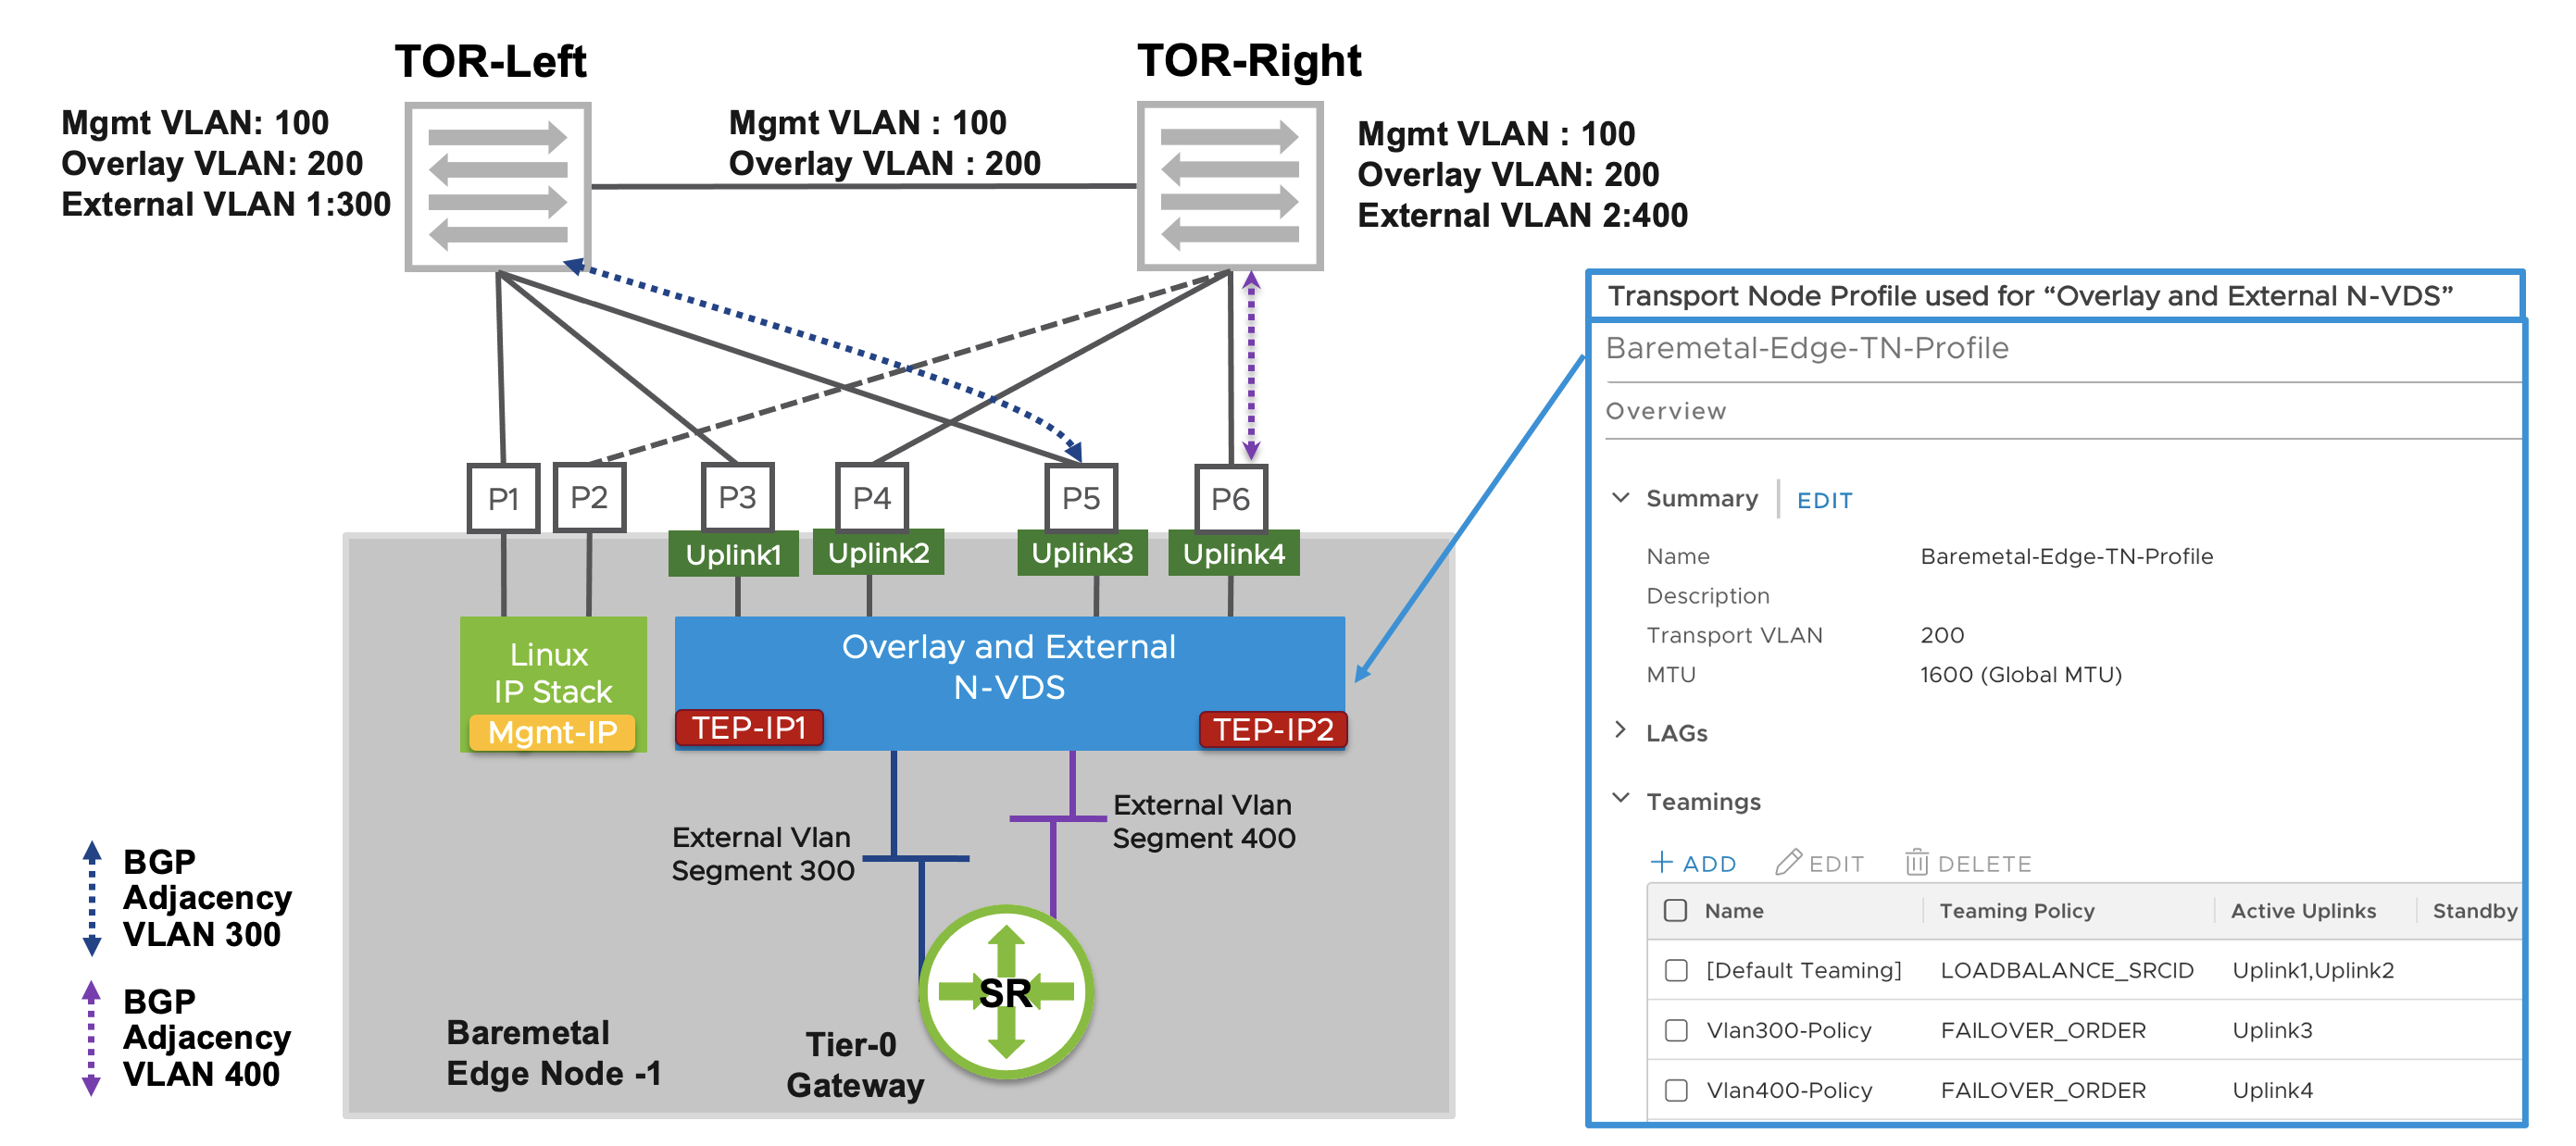 TOR-Left
TOR-Right
Mgmt VLAN: 100
Overlay VLAN: 200
External VLAN 1:300
Mgmt VLAN : 100
Overlay VLAN : 200
Mgmt VLAN : 100
Overlay VLAN: 200
External VLAN 2:400
P1
P2
P3
P4
P5
P6
Uplink1
Uplink2
Uplink3
Uplink4
Linux
IP Stack
Mgmt-IP
Overlay and External
N-VDS
TEP-IP1
TEP-IP2
External Vlan
Segment 300
External Vlan
Segment 400
SR
Tier-0
Gateway
Baremetal
Edge Node -1
BGP
Adjacency
VLAN 300
BGP
Adjacency
VLAN 400
Transport Node Profile used for “Overlay and External N-VDS”
Baremetal-Edge-TN-Profile
Overview
Summary EDIT
Name Baremetal-Edge-TN-Profile
Description
Transport VLAN 200
MTU 1600 (Global MTU)
LAGs
Teamings
+ ADD EDIT DELETE
Name Teaming Policy Active Uplinks Standby
[Default Teaming] LOADBALANCE_SRCID Uplink1,Uplink2
Vlan300-Policy FAILOVER_ORDER Uplink3
Vlan400-Policy FAILOVER_ORDER Uplink4